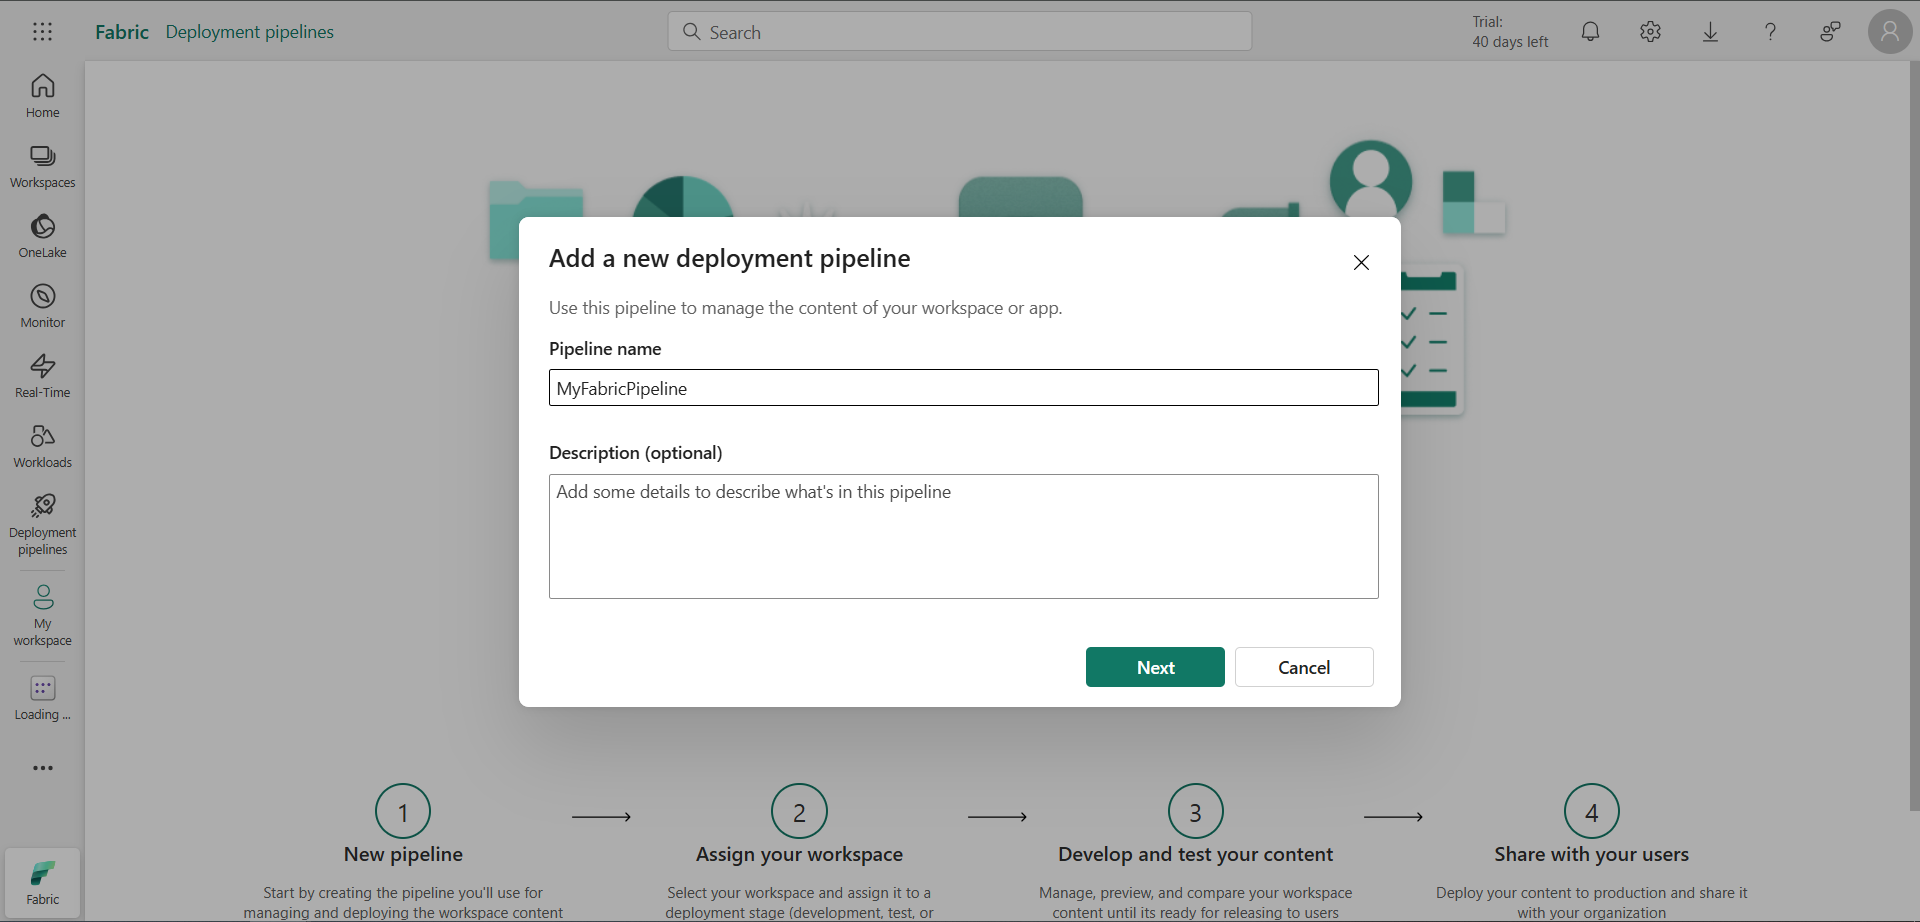 Fabric Deployment pipelines
Search
Trial:
40 days left
Home
Workspaces
OneLake
Monitor
Real-Time
Workloads
Deployment
pipelines
My
workspace
Loading ...
Fabric
Add a new deployment pipeline
Use this pipeline to manage the content of your workspace or app.
Pipeline name
MyFabricPipeline
Description (optional)
Add some details to describe what's in this pipeline
Next
Cancel
1
New pipeline
Start by creating the pipeline you'll use for
managing and deploying the workspace content
2
Assign your workspace
Select your workspace and assign it to a
deployment stage (development, test, or
3
Develop and test your content
Manage, preview, and compare your workspace
content until its ready for releasing to users
4
Share with your users
Deploy your content to production and share it
with your organization